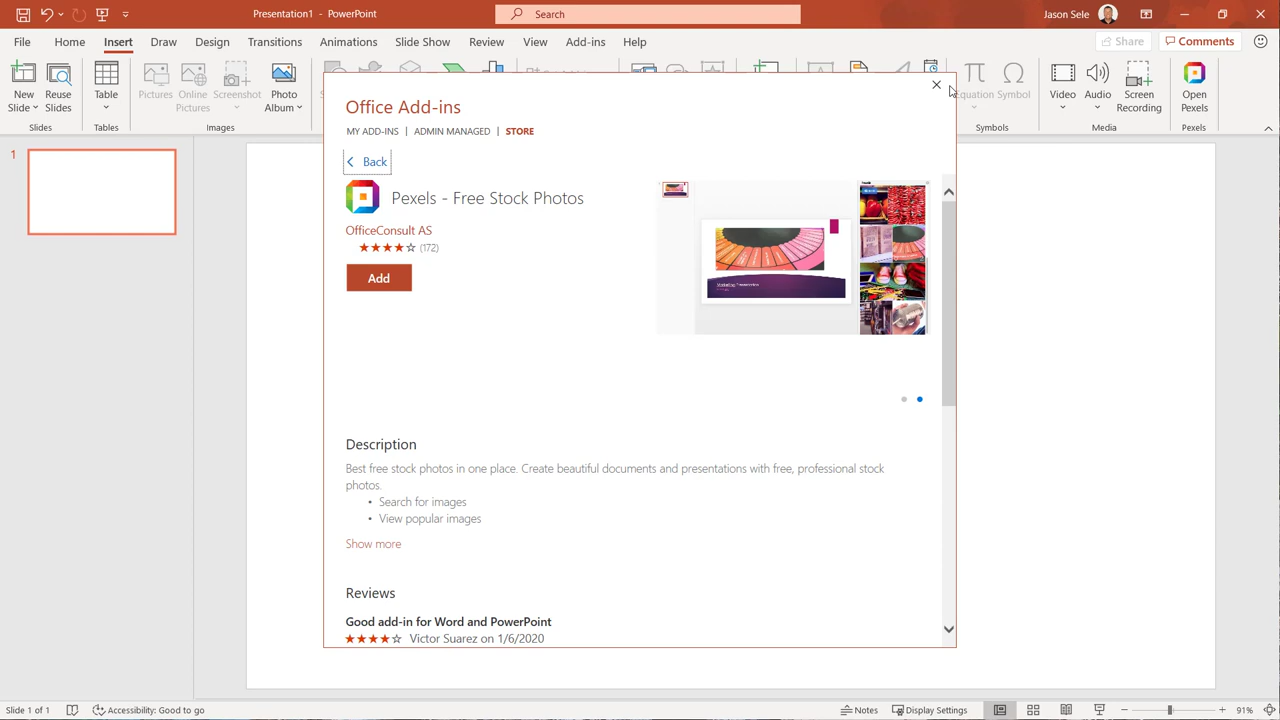 Presentation1 - PowerPoint
Search
Jason Sele
File Home Insert Draw Design Transitions Animations Slide Show Review View Add-ins Help
Share Comments
New Slide
Reuse Slides
Table
Pictures
Online Pictures
Screenshot
Photo Album
Equation
Symbol
Video
Audio
Screen Recording
Open Pexels
Slides Tables Images Symbols Media Pexels
1
Office Add-ins
MY ADD-INS | ADMIN MANAGED | STORE
Back
Pexels - Free Stock Photos
OfficeConsult AS
(172)
Add
Description
Best free stock photos in one place. Create beautiful documents and presentations with free, professional stock
photos.
• Search for images
• View popular images
Show more
Reviews
Good add-in for Word and PowerPoint
Victor Suarez on 1/6/2020
Slide 1 of 1 Accessibility: Good to go Notes Display Settings 91%